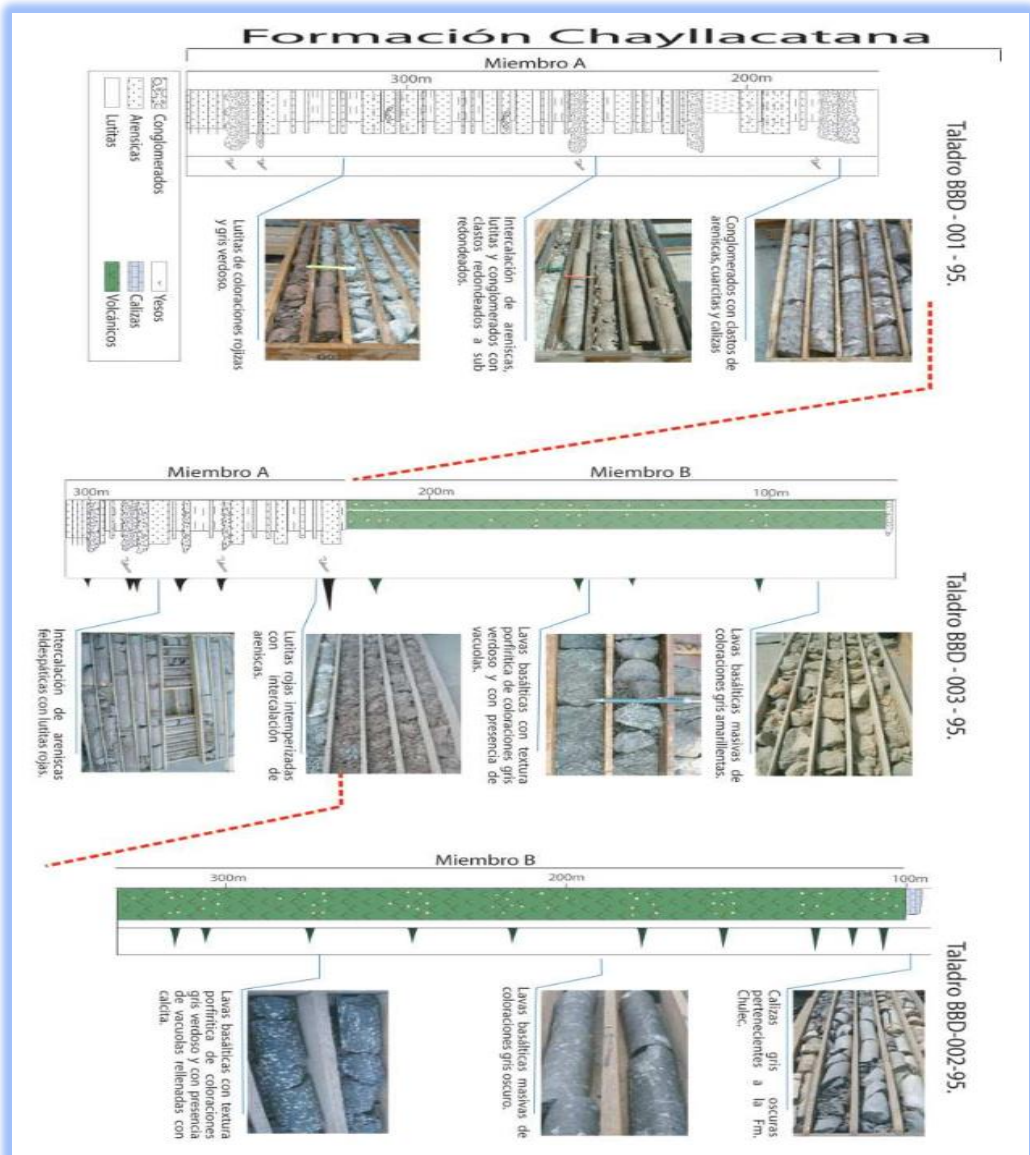 Formación Chayllacatana
Miembro A
300m
200m
Taladro BBD - 001 - 95.
Conglomerados con clastos de
areniscas, cuarcitas y calizas
Intercalación de areniscas,
lutitas y conglomerados con
clastos redondeados a sub
redondeados.
Lutitas de coloraciones rojizas
y gris verdoso.
Conglomerados
Arensicas
Lutitas
Yesos
Calizas
Volcánicos
Miembro A
Miembro B
300m
200m
100m
Taladro BBD - 003 - 95.
Lavas basálticas masivas de
coloraciones gris amarillentas.
Lavas basálticas con textura
porfirítica de coloraciones gris
verdoso y con presencia de
vacuolas.
Lutitas rojas intemperizadas
con intercalación de
areniscas.
Intercalación de areniscas
feldespáticas con lutitas rojas.
Miembro B
300m
200m
100m
Taladro BBD-002-95.
Calizas gris oscuras
pertenecientes a la Fm.
Chulec.
Lavas basálticas masivas de
coloraciones gris oscuro.
Lavas basálticas con textura
porfirítica de coloraciones
gris verdoso y con presencia
de vacuolas rellenadas con
calcita.